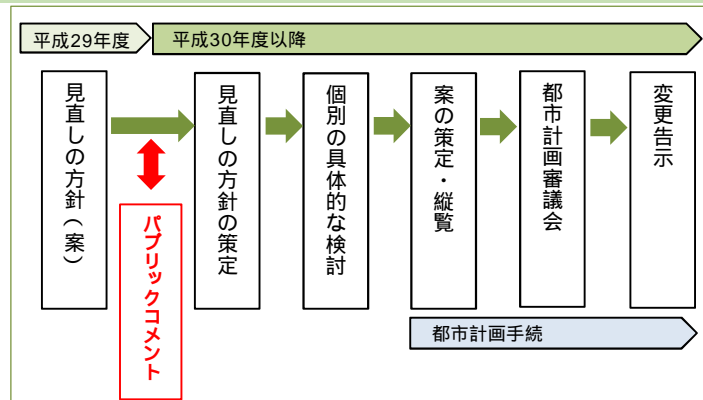 平成29年度
平成30年度以降
見直しの方針(案)
パブリックコメント
見直しの方針の策定
個別の具体的な検討
案の策定・縦覧
都市計画審議会
変更告示
都市計画手続